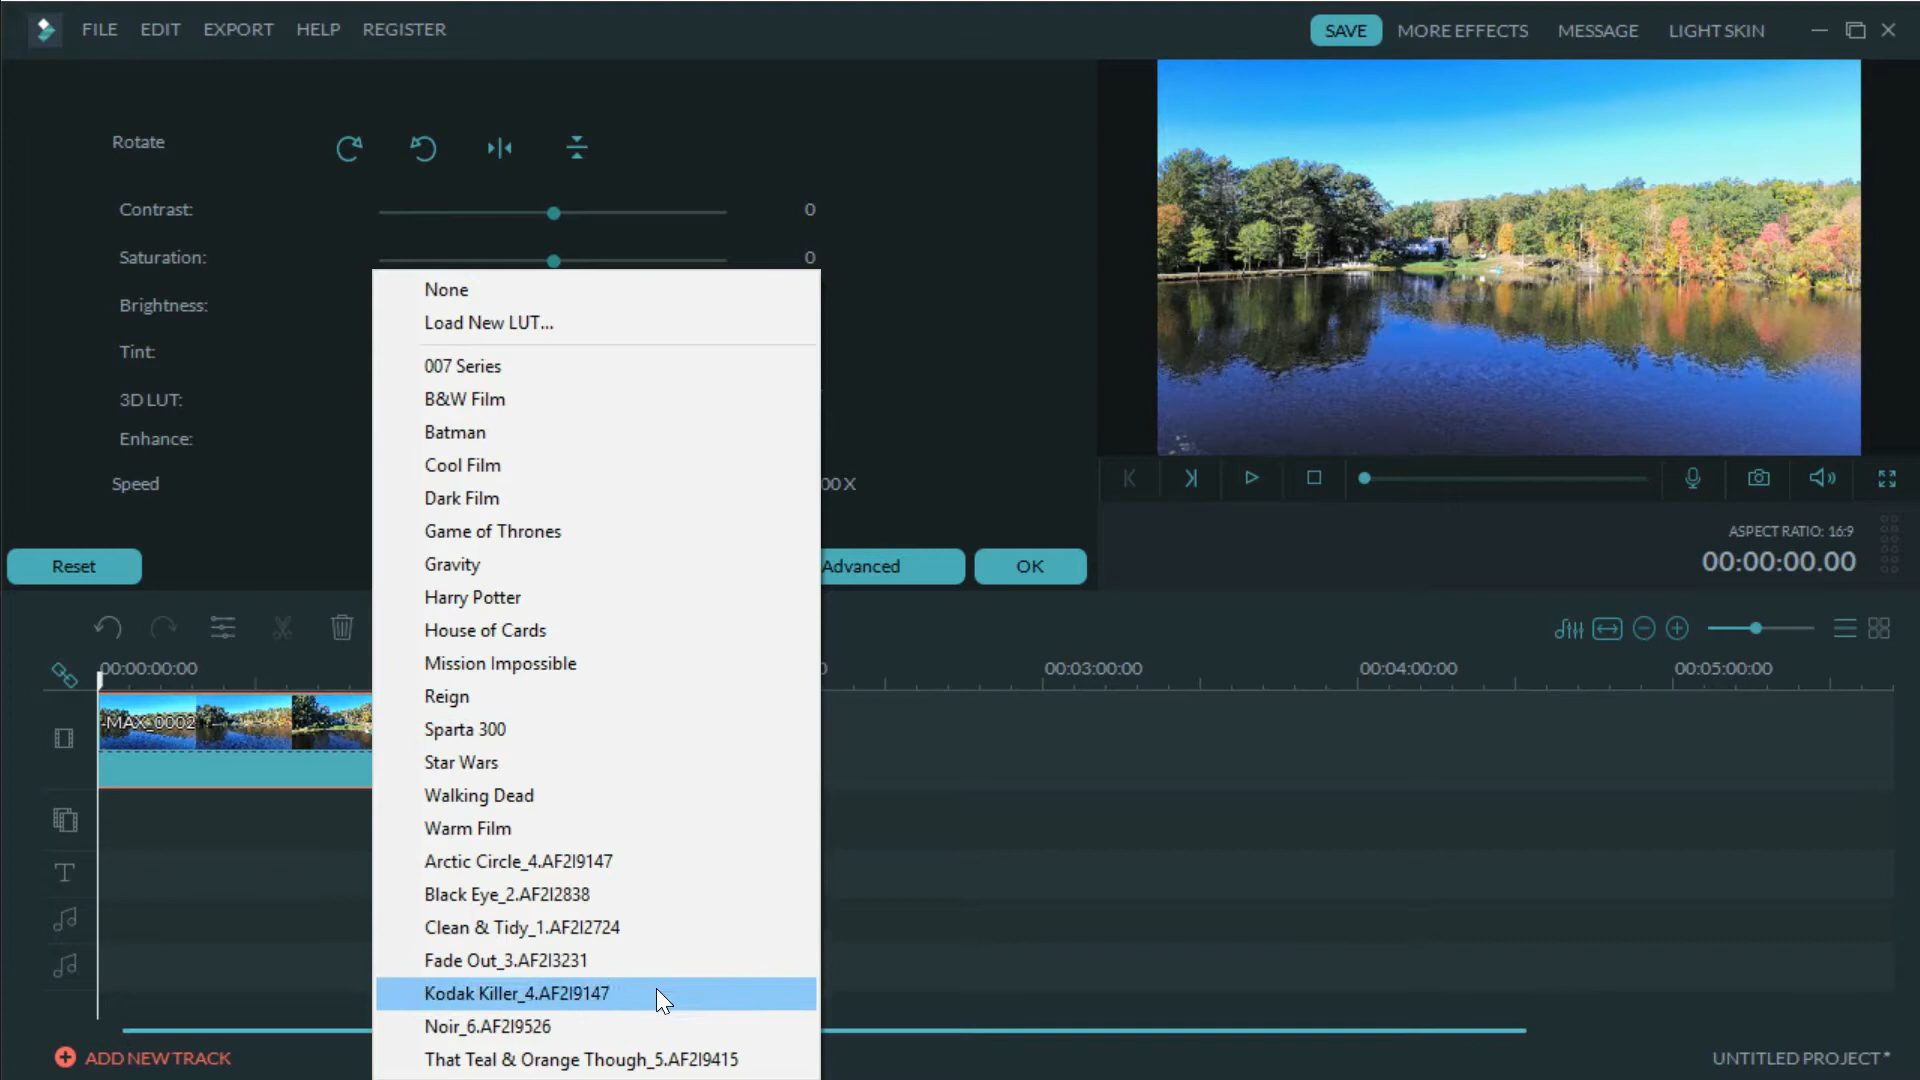 FILE EDIT EXPORT HELP REGISTER
SAVE MORE EFFECTS MESSAGE LIGHT SKIN
Rotate
Contrast: 0
Saturation: 0
Brightness:
Tint:
3D LUT:
Enhance:
Speed 00 X
Reset Advanced OK
None
Load New LUT...
007 Series
B&W Film
Batman
Cool Film
Dark Film
Game of Thrones
Gravity
Harry Potter
House of Cards
Mission Impossible
Reign
Sparta 300
Star Wars
Walking Dead
Warm Film
Arctic Circle_4.AF2I9147
Black Eye_2.AF2I2838
Clean & Tidy_1.AF2I2724
Fade Out_3.AF2I3231
Kodak Killer_4.AF2I9147
Noir_6.AF2I9526
That Teal & Orange Though_5.AF2I9415
ASPECT RATIO: 16:9
00:00:00.00
00:00:00:00 0 00:03:00:00 00:04:00:00 00:05:00:00
-MAX_0002
T
ADD NEW TRACK
UNTITLED PROJECT *